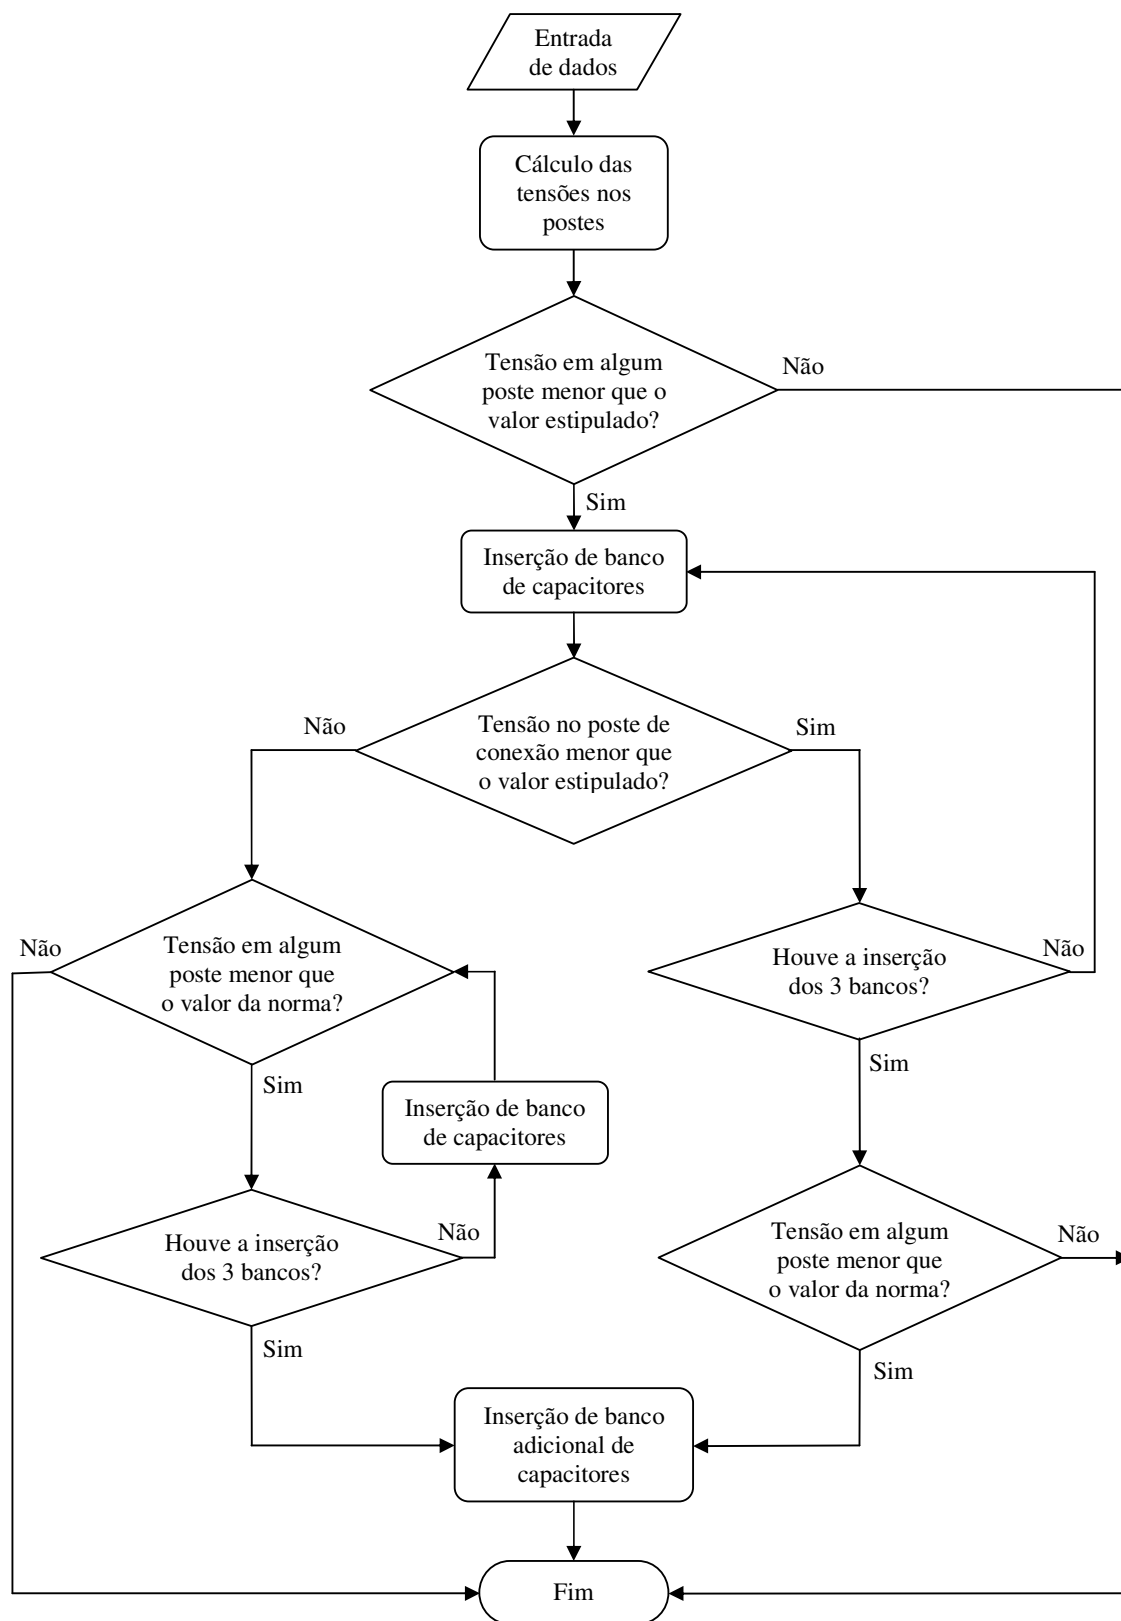 Entrada
de dados
Cálculo das
tensões nos
postes
Tensão em algum
poste menor que o
valor estipulado?
Não
Sim
Inserção de banco
de capacitores
Não
Tensão no poste de
conexão menor que
o valor estipulado?
Sim
Não
Tensão em algum
poste menor que
o valor da norma?
Houve a inserção
dos 3 bancos?
Não
Sim
Sim
Inserção de banco
de capacitores
Houve a inserção
dos 3 bancos?
Não
Tensão em algum
poste menor que
o valor da norma?
Não
Sim
Sim
Inserção de banco
adicional de
capacitores
Fim